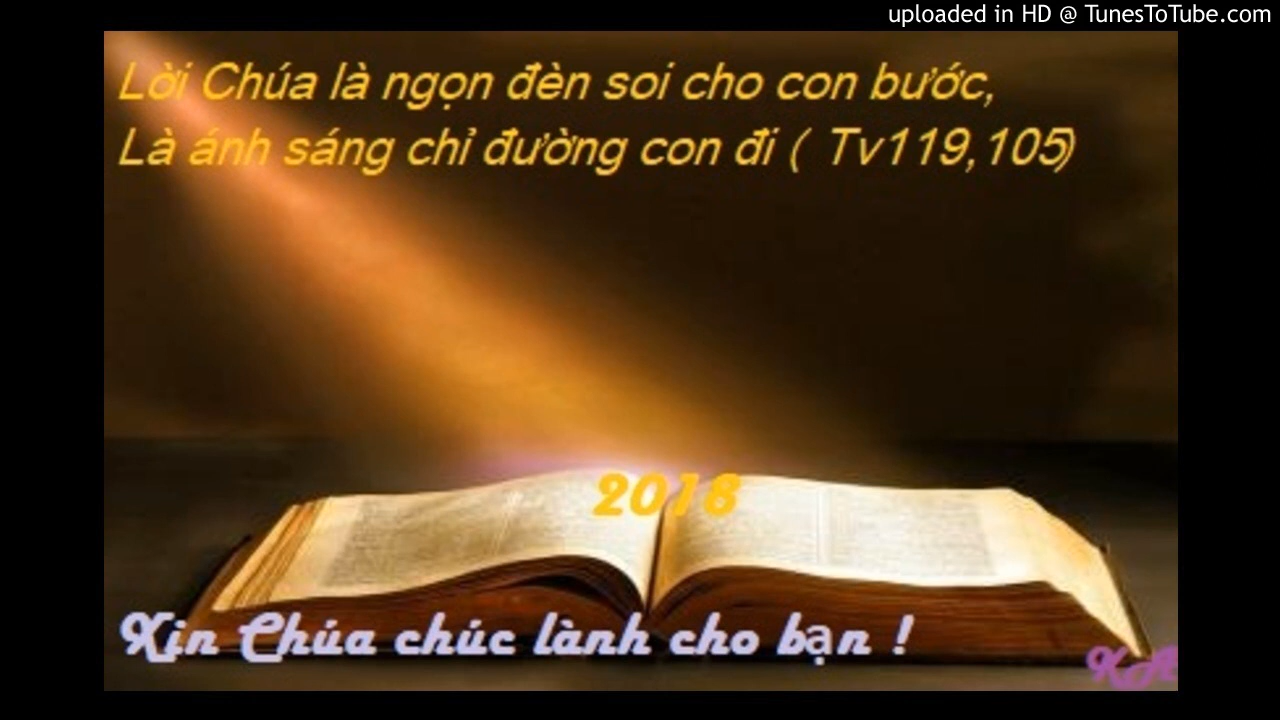 uploaded in HD @ TunesToTube.com
Lời Chúa là ngọn đèn soi cho con bước,
Là ánh sáng chỉ đường con đi ( Tv119,105)
2018
Xin Chúa chúc lành cho bạn !
KA